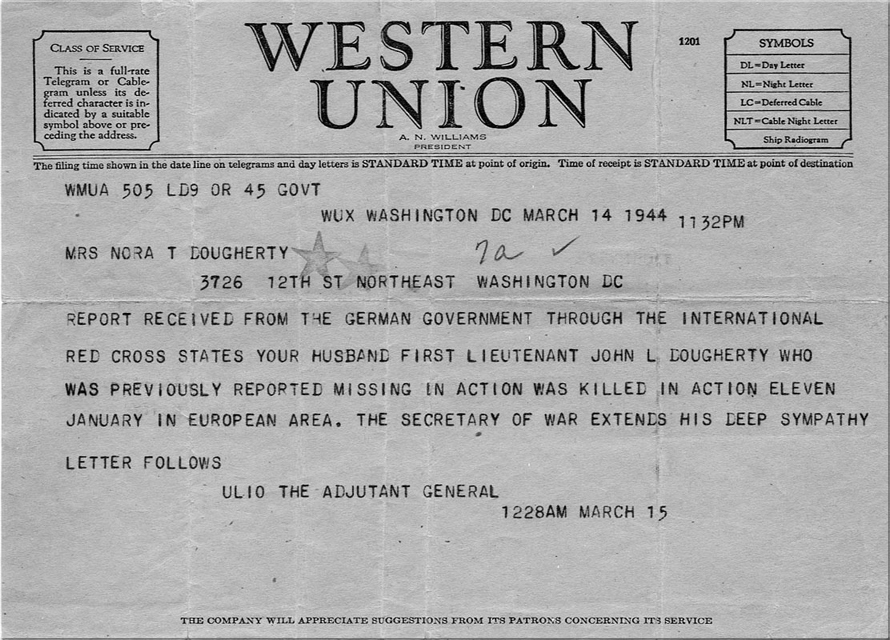 CLASS OF SERVICE
This is a full-rate
Telegram or Cable-
gram unless its de-
ferred character is in-
dicated by a suitable
symbol above or pre-
ceding the address.
WESTERN
UNION
A. N. WILLIAMS
PRESIDENT
1201
SYMBOLS
DL=Day Letter
NL=Night Letter
LC=Deferred Cable
NLT=Cable Night Letter
Ship Radiogram
The filing time shown in the date line on telegrams and day letters is STANDARD TIME at point of origin. Time of receipt is STANDARD TIME at point of destination
WMUA 505 LD9 OR 45 GOVT
WUX WASHINGTON DC MARCH 14 1944 1132PM
MRS NORA T DOUGHERTY
3726 12TH ST NORTHEAST WASHINGTON DC
REPORT RECEIVED FROM THE GERMAN GOVERNMENT THROUGH THE INTERNATIONAL
RED CROSS STATES YOUR HUSBAND FIRST LIEUTENANT JOHN L DOUGHERTY WHO
WAS PREVIOUSLY REPORTED MISSING IN ACTION WAS KILLED IN ACTION ELEVEN
JANUARY IN EUROPEAN AREA. THE SECRETARY OF WAR EXTENDS HIS DEEP SYMPATHY
LETTER FOLLOWS
ULIO THE ADJUTANT GENERAL
1228AM MARCH 15
THE COMPANY WILL APPRECIATE SUGGESTIONS FROM ITS PATRONS CONCERNING ITS SERVICE